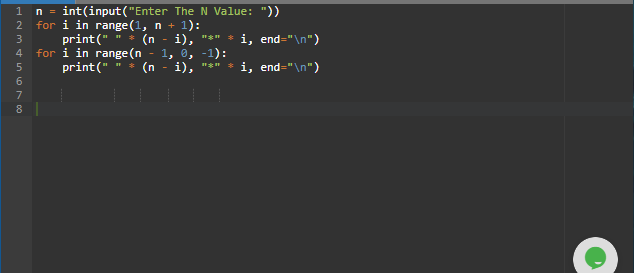 1 n = int(input("Enter The N Value: "))
2 for i in range(1, n + 1):
3     print(" " * (n - i), "*" * i, end="\n")
4 for i in range(n - 1, 0, -1):
5     print(" " * (n - i), "*" * i, end="\n")
6
7
8